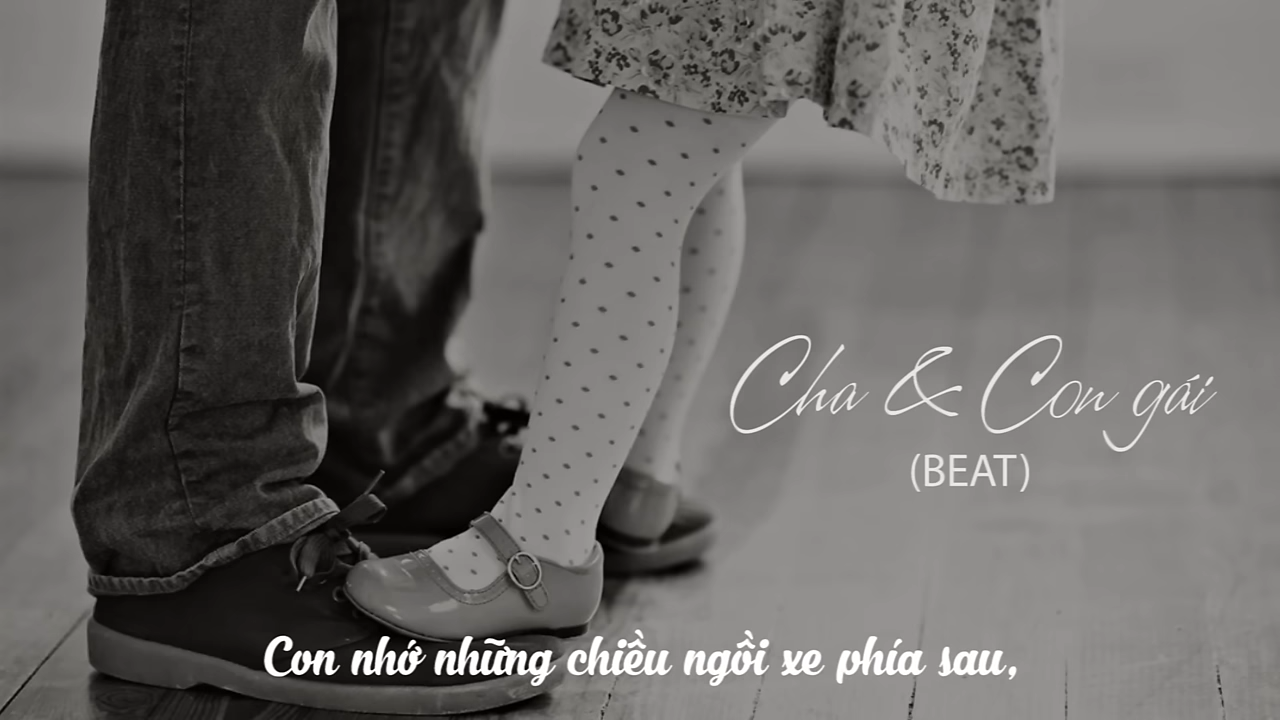 Cha & Con gái
(BEAT)
Con nhớ những chiều ngồi xe phía sau,